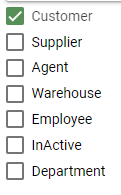 Customer
Supplier
Agent
Warehouse
Employee
InActive
Department